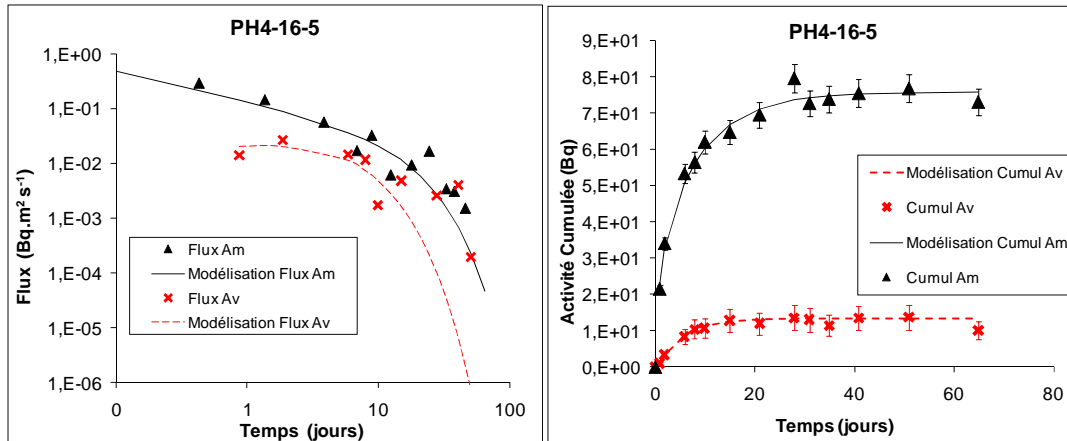 PH4-16-5
1,E+00
1,E-01
1,E-02
1,E-03
1,E-04
1,E-05
1,E-06
Flux (Bq.m² s⁻¹)
0 1 10 100
Temps (jours)
Flux Am
Modélisation Flux Am
Flux Av
Modélisation Flux Av
PH4-16-5
9,E+01
8,E+01
7,E+01
6,E+01
5,E+01
4,E+01
3,E+01
2,E+01
1,E+01
0,E+00
Activité Cumulée (Bq)
0 20 40 60 80
Temps (jours)
Modélisation Cumul Av
Cumul Av
Modélisation Cumul Am
Cumul Am